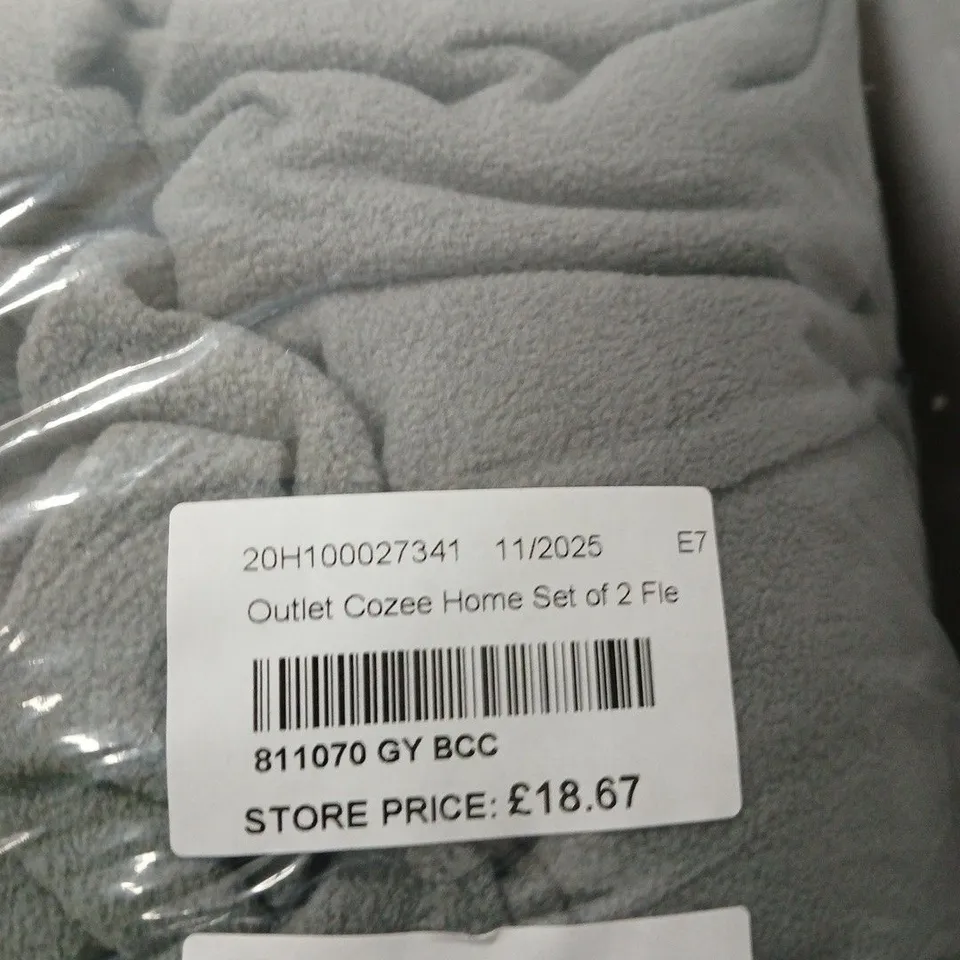 20H100027341 11/2025 E7
Outlet Cozee Home Set of 2 Fle
811070 GY BCC
STORE PRICE: £18.67